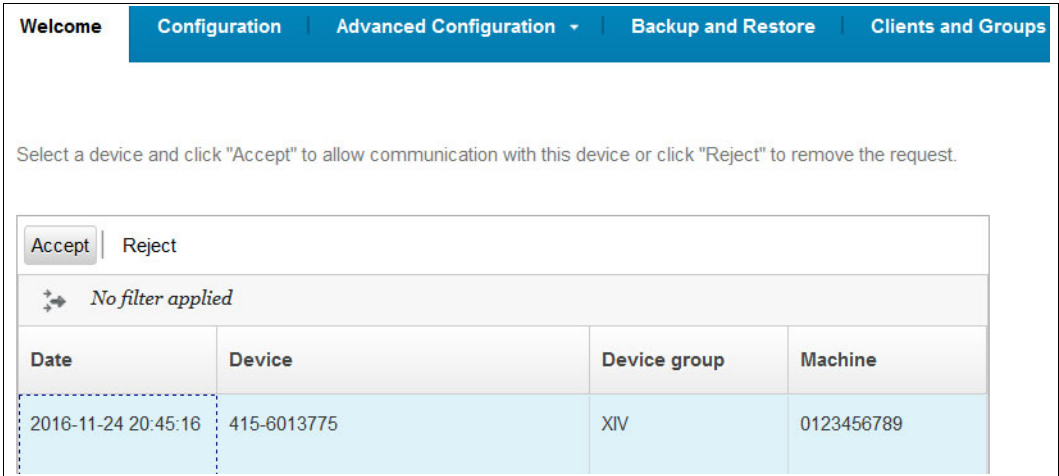 Welcome Configuration Advanced Configuration Backup and Restore Clients and Groups
Select a device and click "Accept" to allow communication with this device or click "Reject" to remove the request.
Accept Reject
No filter applied
Date Device Device group Machine
2016-11-24 20:45:16 415-6013775 XIV 0123456789